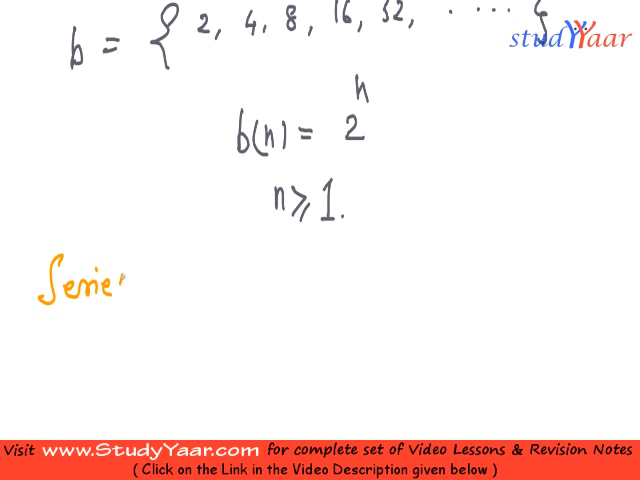 b = { 2, 4, 8, 16, 32, . . . . . }
studYYaar
b(n) = 2^n
n ⩾ 1.
Serie
Visit www.StudyYaar.com for complete set of Video Lessons & Revision Notes
( Click on the Link in the Video Description given below )